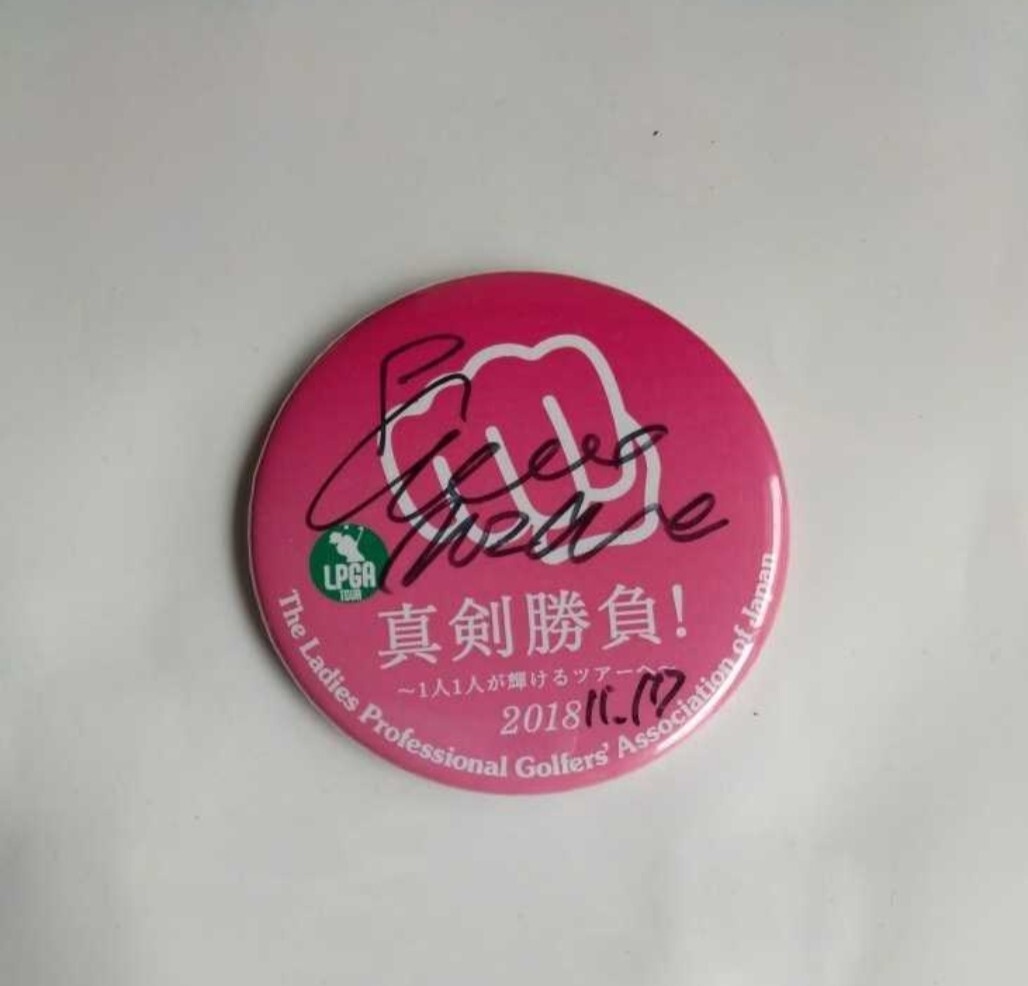 LPGA
TOUR
真剣勝負!
~1人1人が輝けるツアーへ~
2018 11.17
The Ladies Professional Golfers' Association of Japan